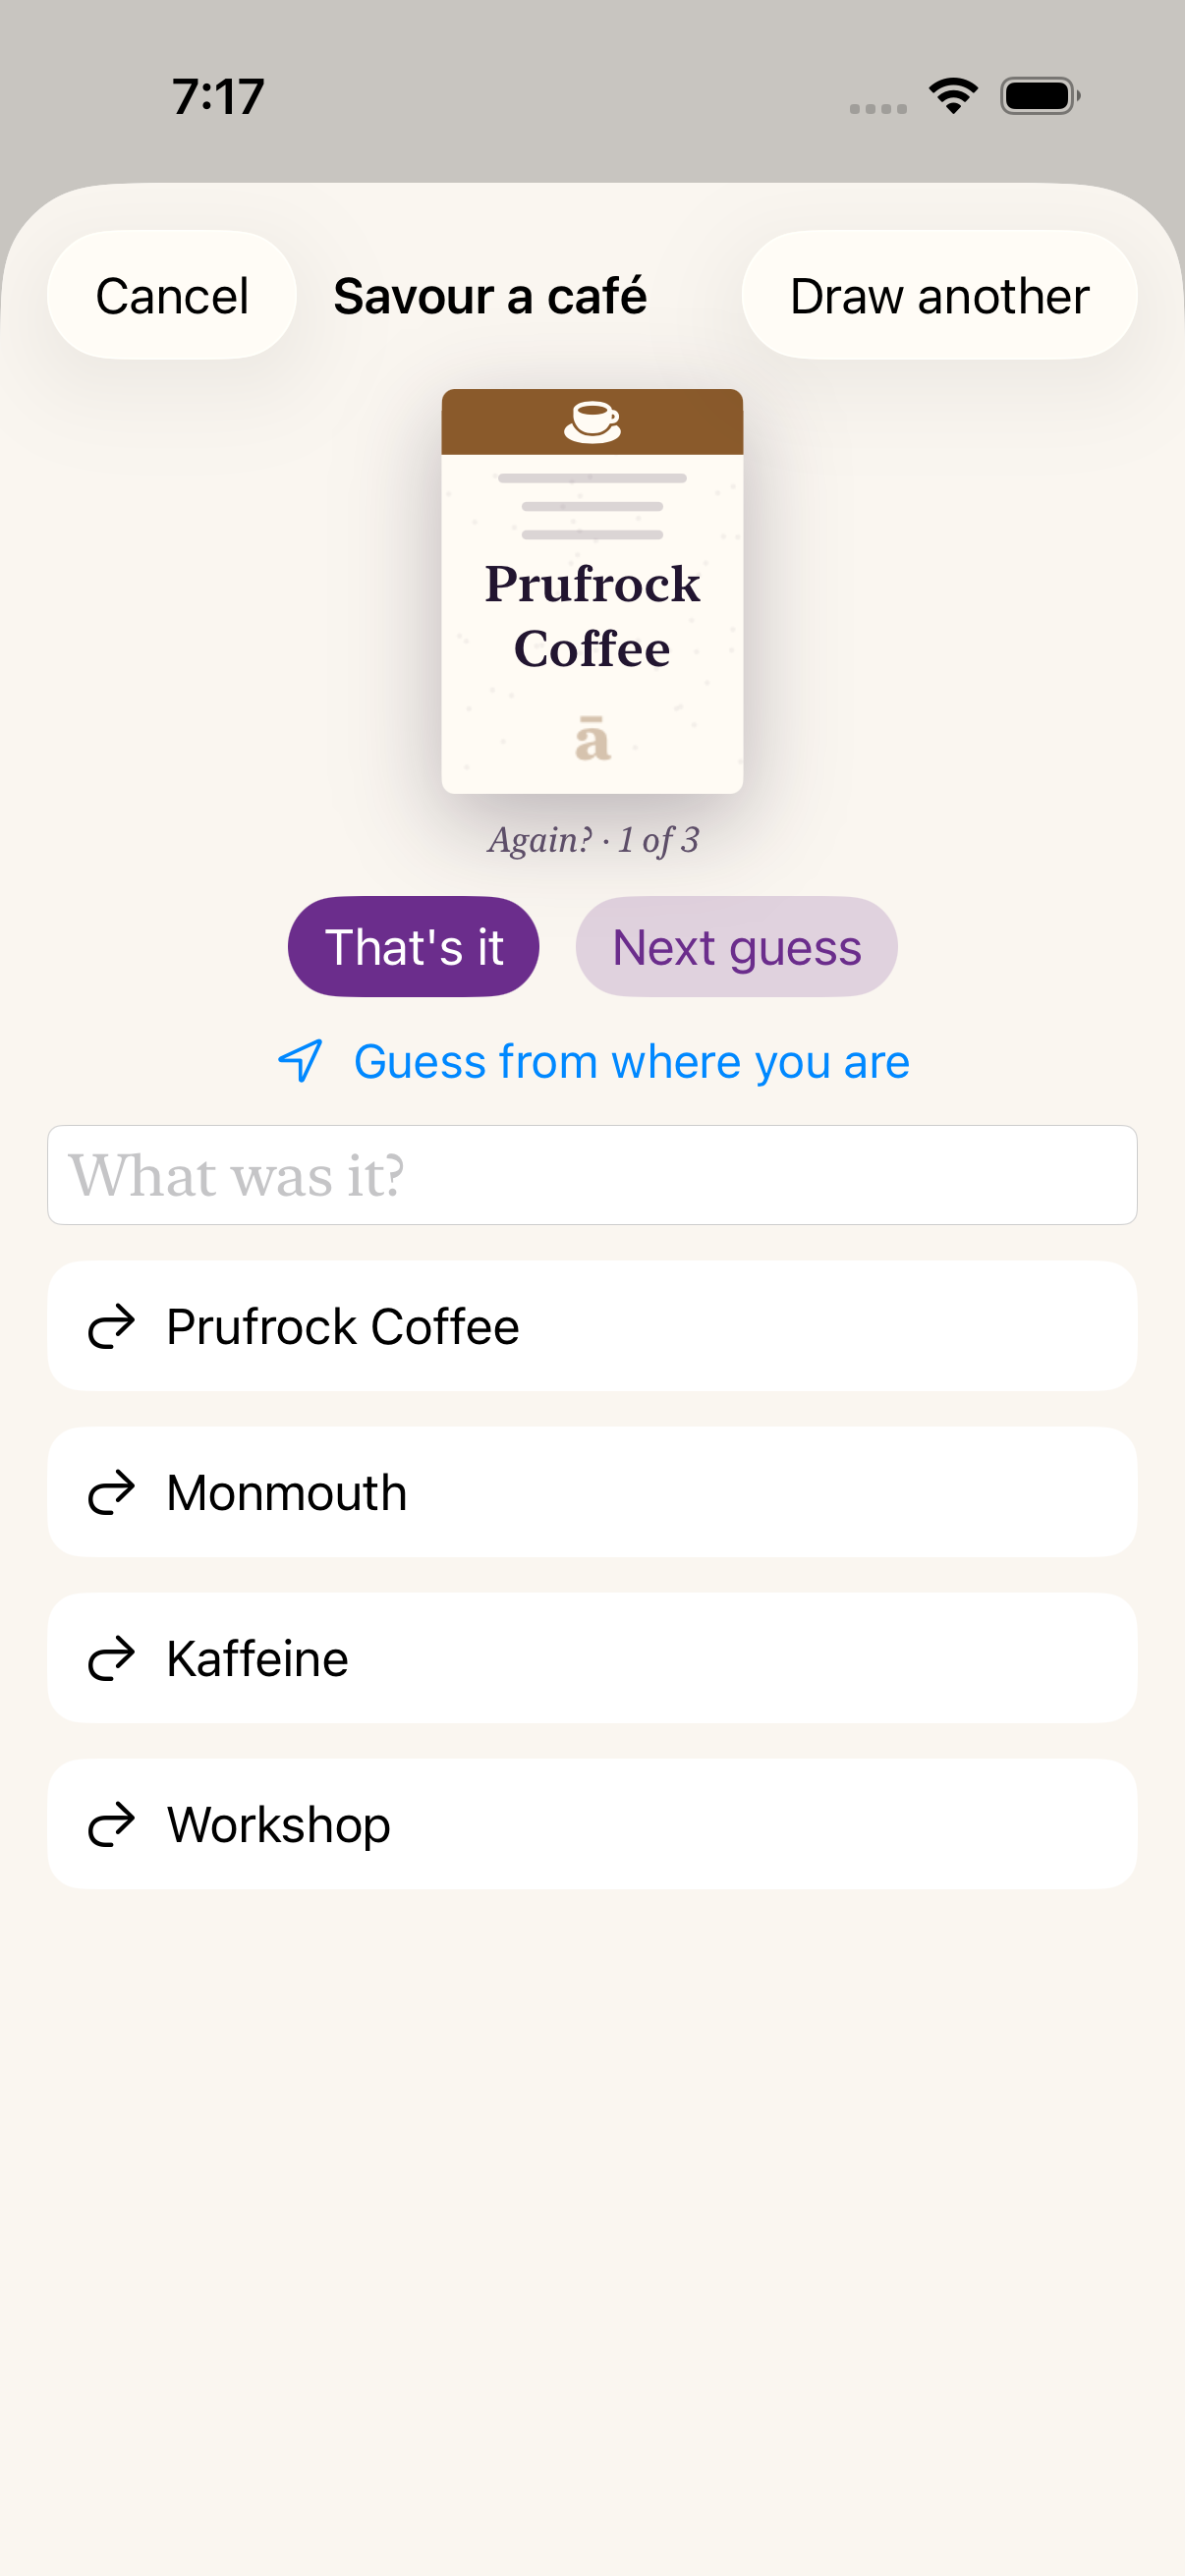 7:17
Cancel
Savour a café
Draw another
Prufrock
Coffee
ā
Again? · 1 of 3
That's it
Next guess
Guess from where you are
What was it?
Prufrock Coffee
Monmouth
Kaffeine
Workshop